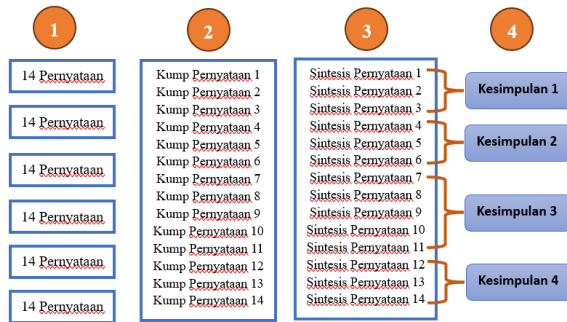 1
2
3
4
14 Pernyataan
14 Pernyataan
14 Pernyataan
14 Pernyataan
14 Pernyataan
14 Pernyataan
Kump Pernyataan 1
Kump Pernyataan 2
Kump Pernyataan 3
Kump Pernyataan 4
Kump Pernyataan 5
Kump Pernyataan 6
Kump Pernyataan 7
Kump Pernyataan 8
Kump Pernyataan 9
Kump Pernyataan 10
Kump Pernyataan 11
Kump Pernyataan 12
Kump Pernyataan 13
Kump Pernyataan 14
Sintesis Pernyataan 1
Sintesis Pernyataan 2
Sintesis Pernyataan 3
Sintesis Pernyataan 4
Sintesis Pernyataan 5
Sintesis Pernyataan 6
Sintesis Pernyataan 7
Sintesis Pernyataan 8
Sintesis Pernyataan 9
Sintesis Pernyataan 10
Sintesis Pernyataan 11
Sintesis Pernyataan 12
Sintesis Pernyataan 13
Sintesis Pernyataan 14
Kesimpulan 1
Kesimpulan 2
Kesimpulan 3
Kesimpulan 4